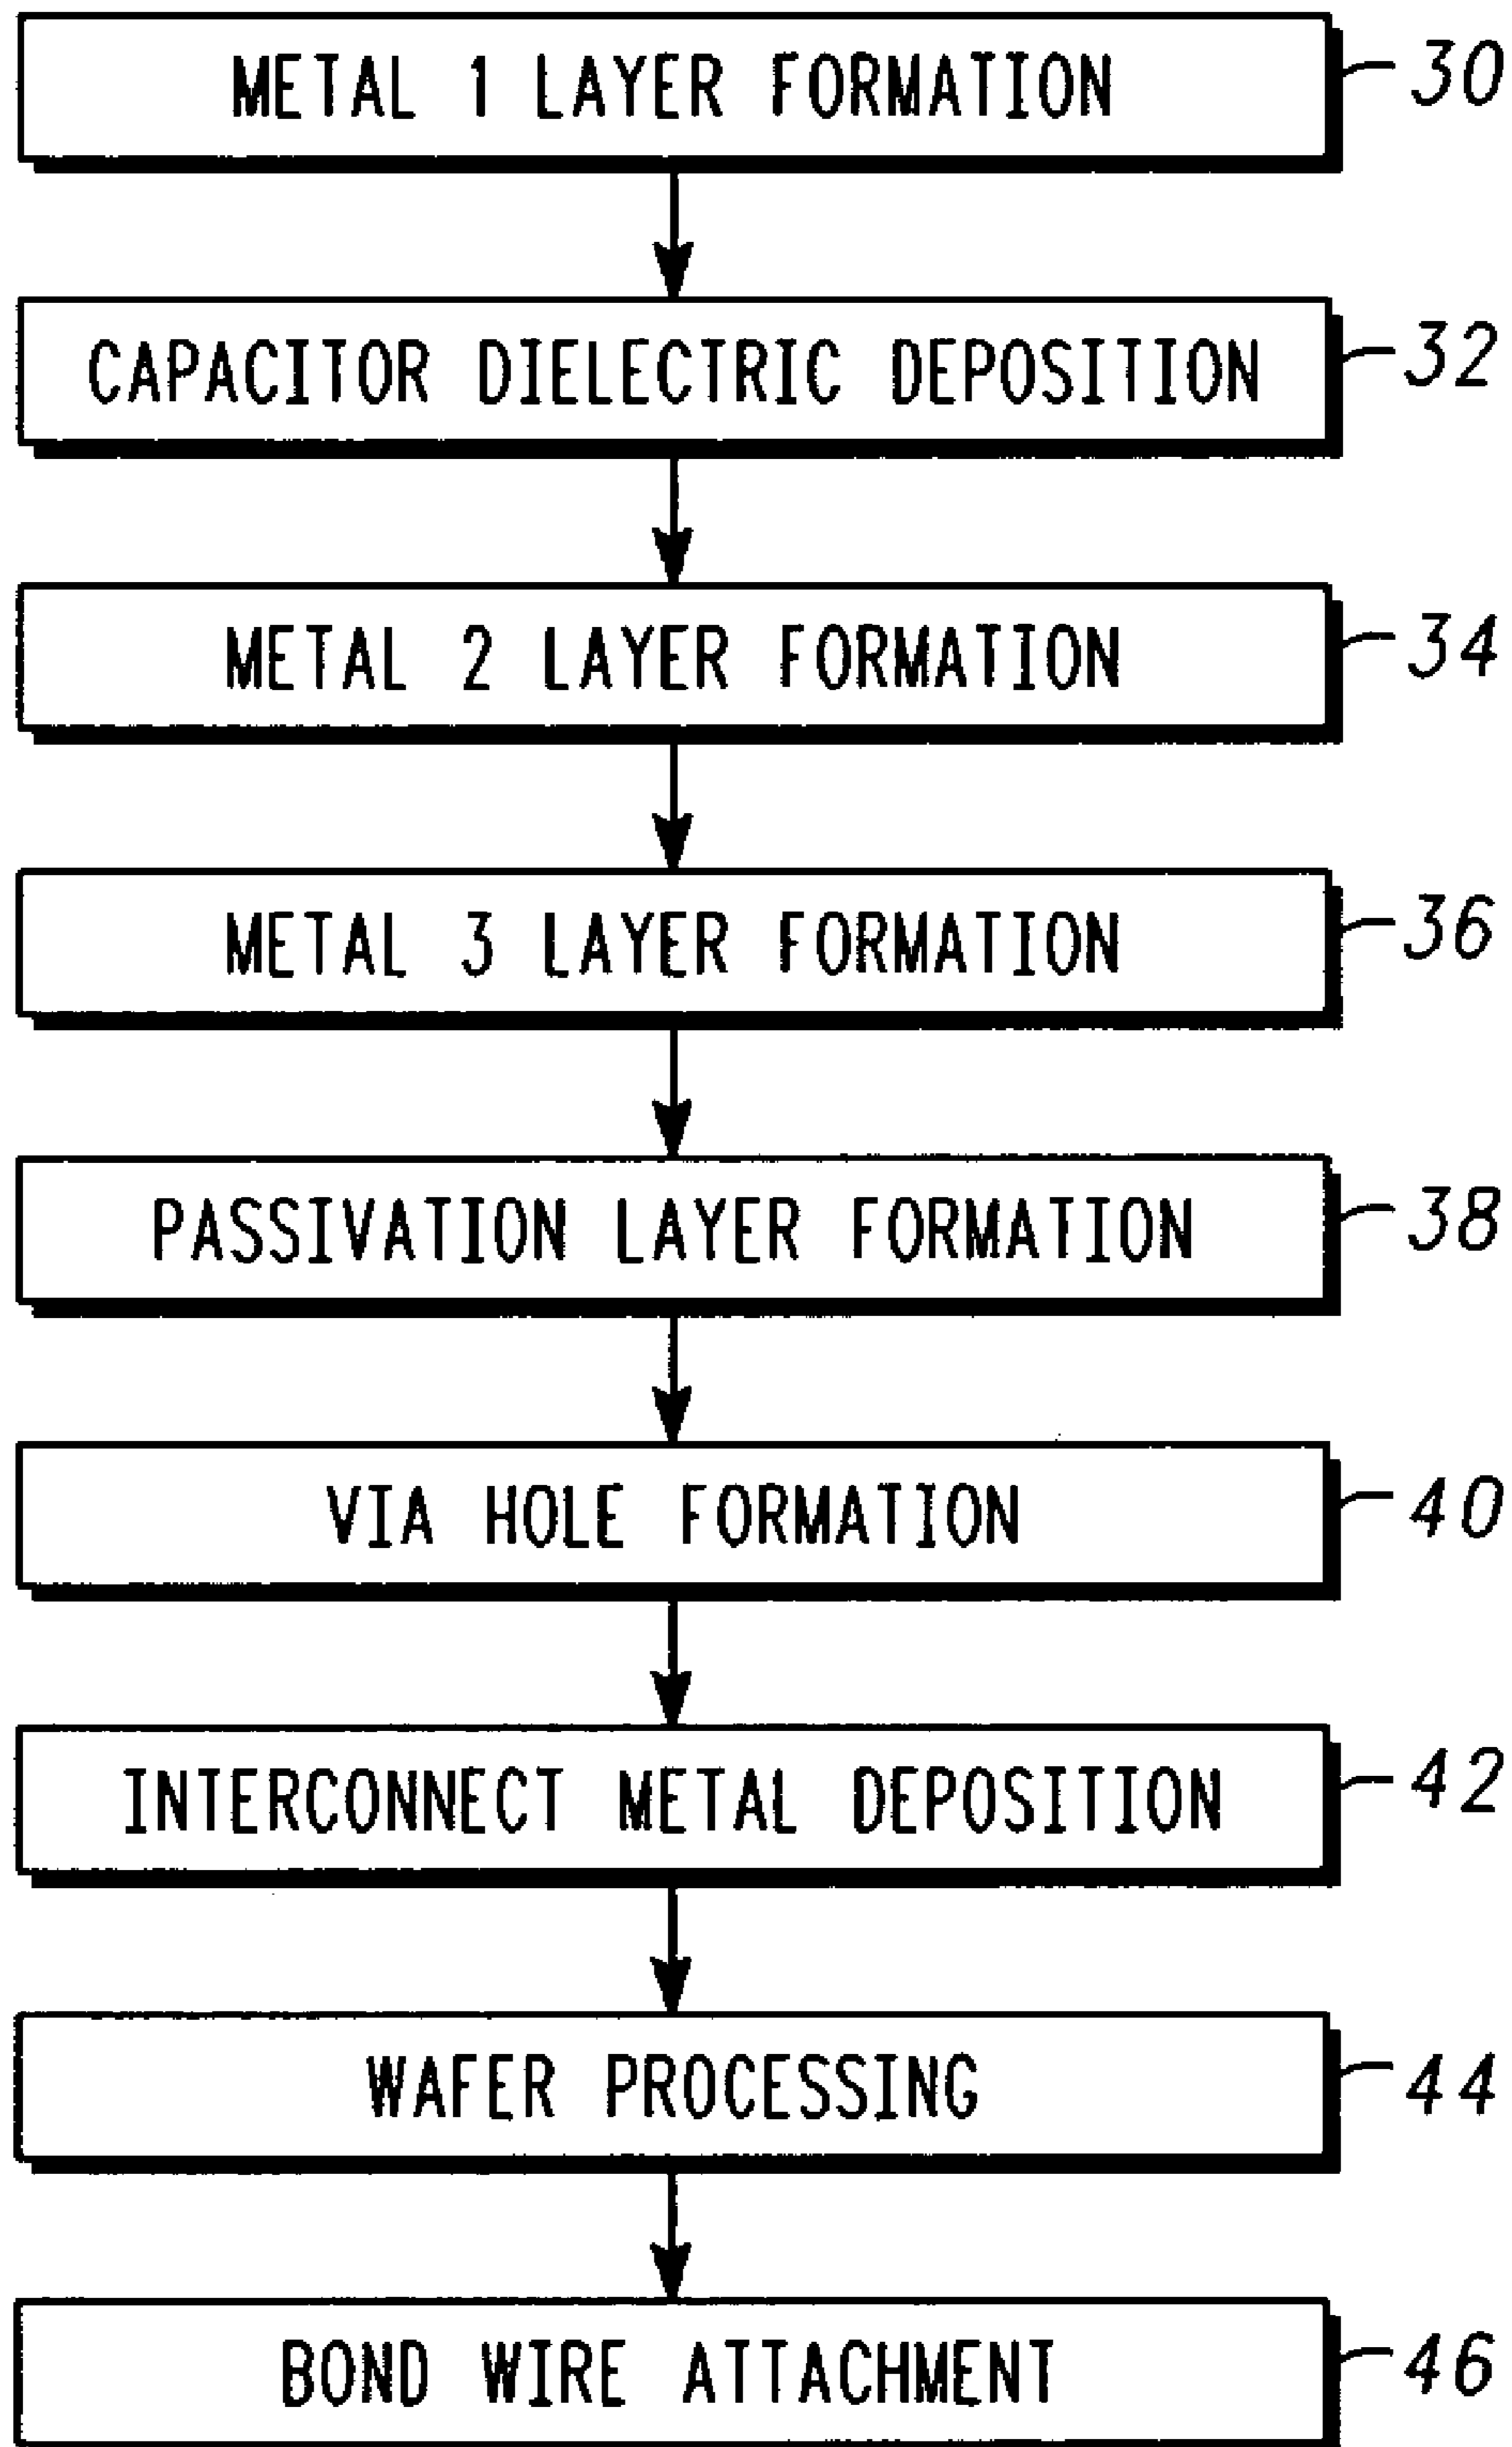 METAL 1 LAYER FORMATION 30
CAPACITOR DIELECTRIC DEPOSITION 32
METAL 2 LAYER FORMATION 34
METAL 3 LAYER FORMATION 36
PASSIVATION LAYER FORMATION 38
VIA HOLE FORMATION 40
INTERCONNECT METAL DEPOSITION 42
WAFER PROCESSING 44
BOND WIRE ATTACHMENT 46